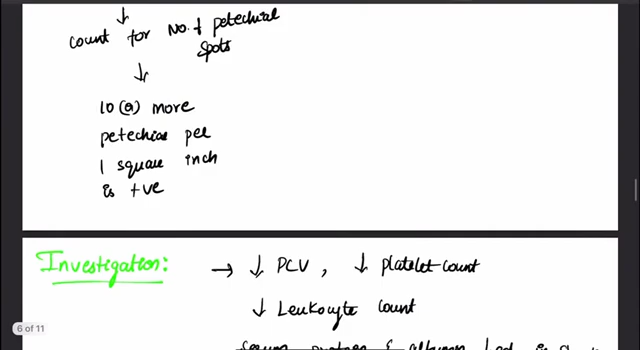 ↓
count for No. of petechial
spots
↓
10 (or) more
petechiae per
1 square inch
is +ve
Investigation: → ↓ PCV, ↓ Platelet count
↓ Leukocyte count
6 of 11